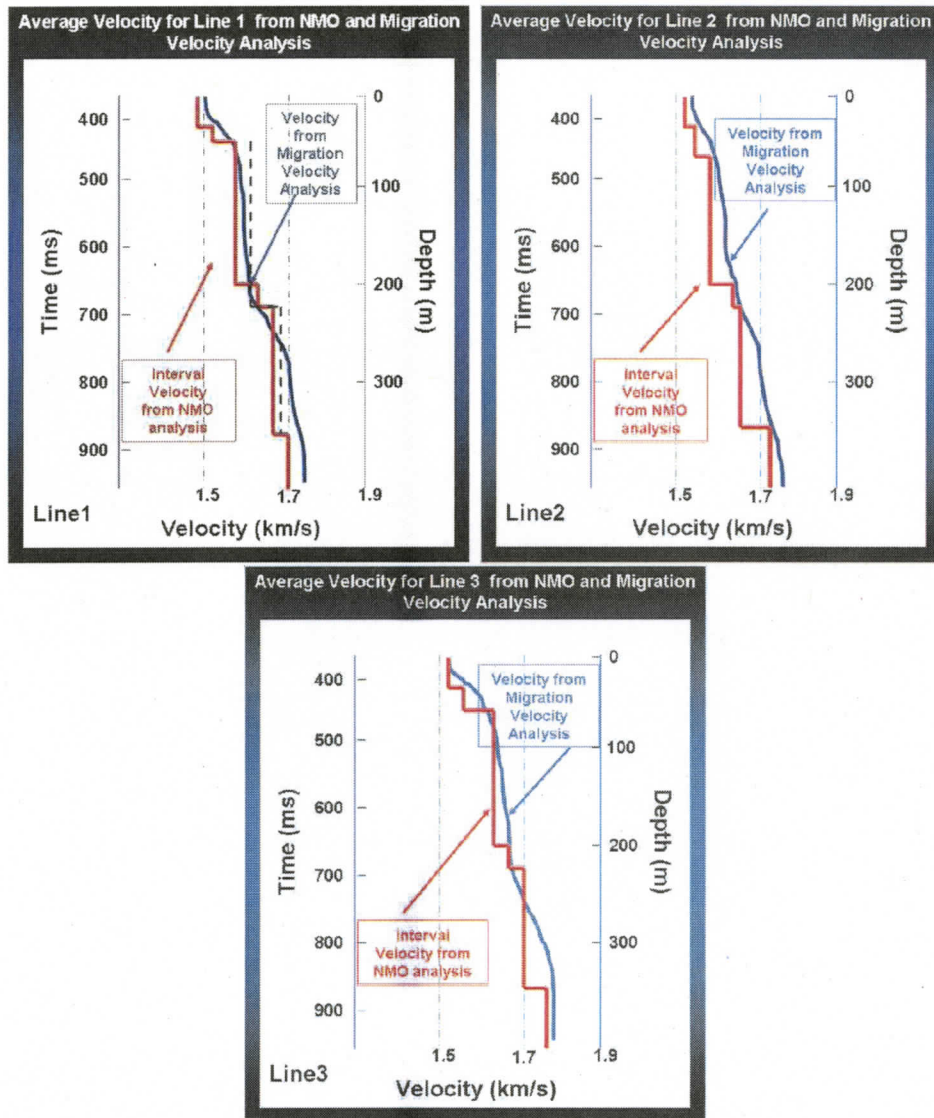 Average Velocity for Line 1 from NMO and Migration
Velocity Analysis
400
500
600
700
800
900
Time (ms)
Velocity
from
Migration
Velocity
Analysis
Interval
Velocity
from NMO
analysis
0
100
200
300
Depth (m)
1.5
1.7
1.9
Line1
Velocity (km/s)
Average Velocity for Line 2 from NMO and Migration
Velocity Analysis
400
500
600
700
800
900
Time (ms)
Velocity from
Migration
Velocity
Analysis
Interval
Velocity
from NMO
analysis
0
100
200
300
Depth (m)
1.5
1.7
1.9
Line2
Velocity (km/s)
Average Velocity for Line 3 from NMO and Migration
Velocity Analysis
400
500
600
700
800
900
Time (ms)
Velocity from
Migration
Velocity
Analysis
Interval
Velocity from
NMO analysis
0
100
200
300
Depth (m)
1.5
1.7
1.9
Line3
Velocity (km/s)